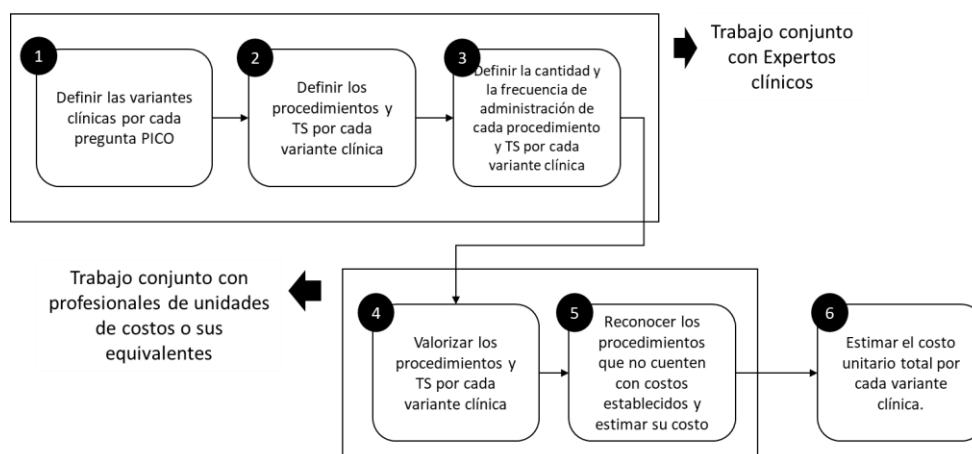 1
Definir las variantes
clínicas por cada
pregunta PICO
2
Definir los
procedimientos y
TS por cada
variante clínica
3
Definir la cantidad y
la frecuencia de
administración de
cada procedimiento
y TS por cada
variante clínica
Trabajo conjunto
con Expertos
clínicos
Trabajo conjunto con
profesionales de unidades
de costos o sus
equivalentes
4
Valorizar los
procedimientos y
TS por cada
variante clínica
5
Reconocer los
procedimientos
que no cuenten
con costos
establecidos y
estimar su costo
6
Estimar el costo
unitario total por
cada variante
clínica.